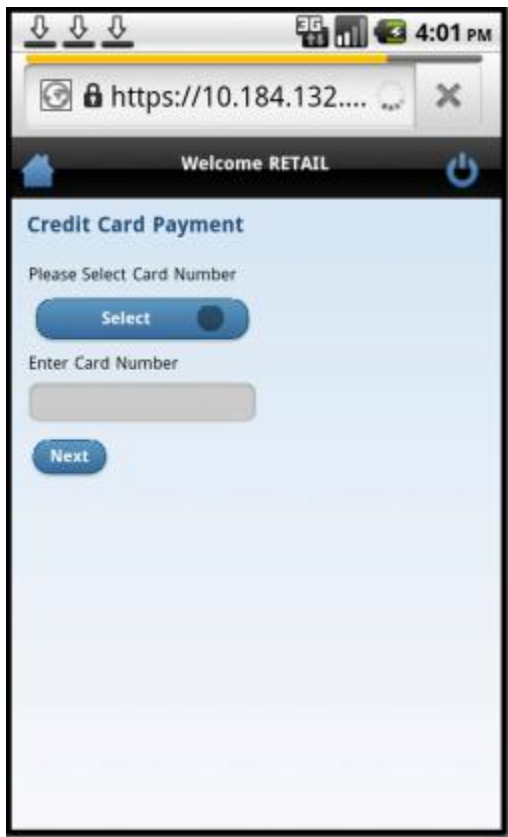 3G
4:01 PM
https://10.184.132....
Welcome RETAIL
Credit Card Payment
Please Select Card Number
Select
Enter Card Number
Next